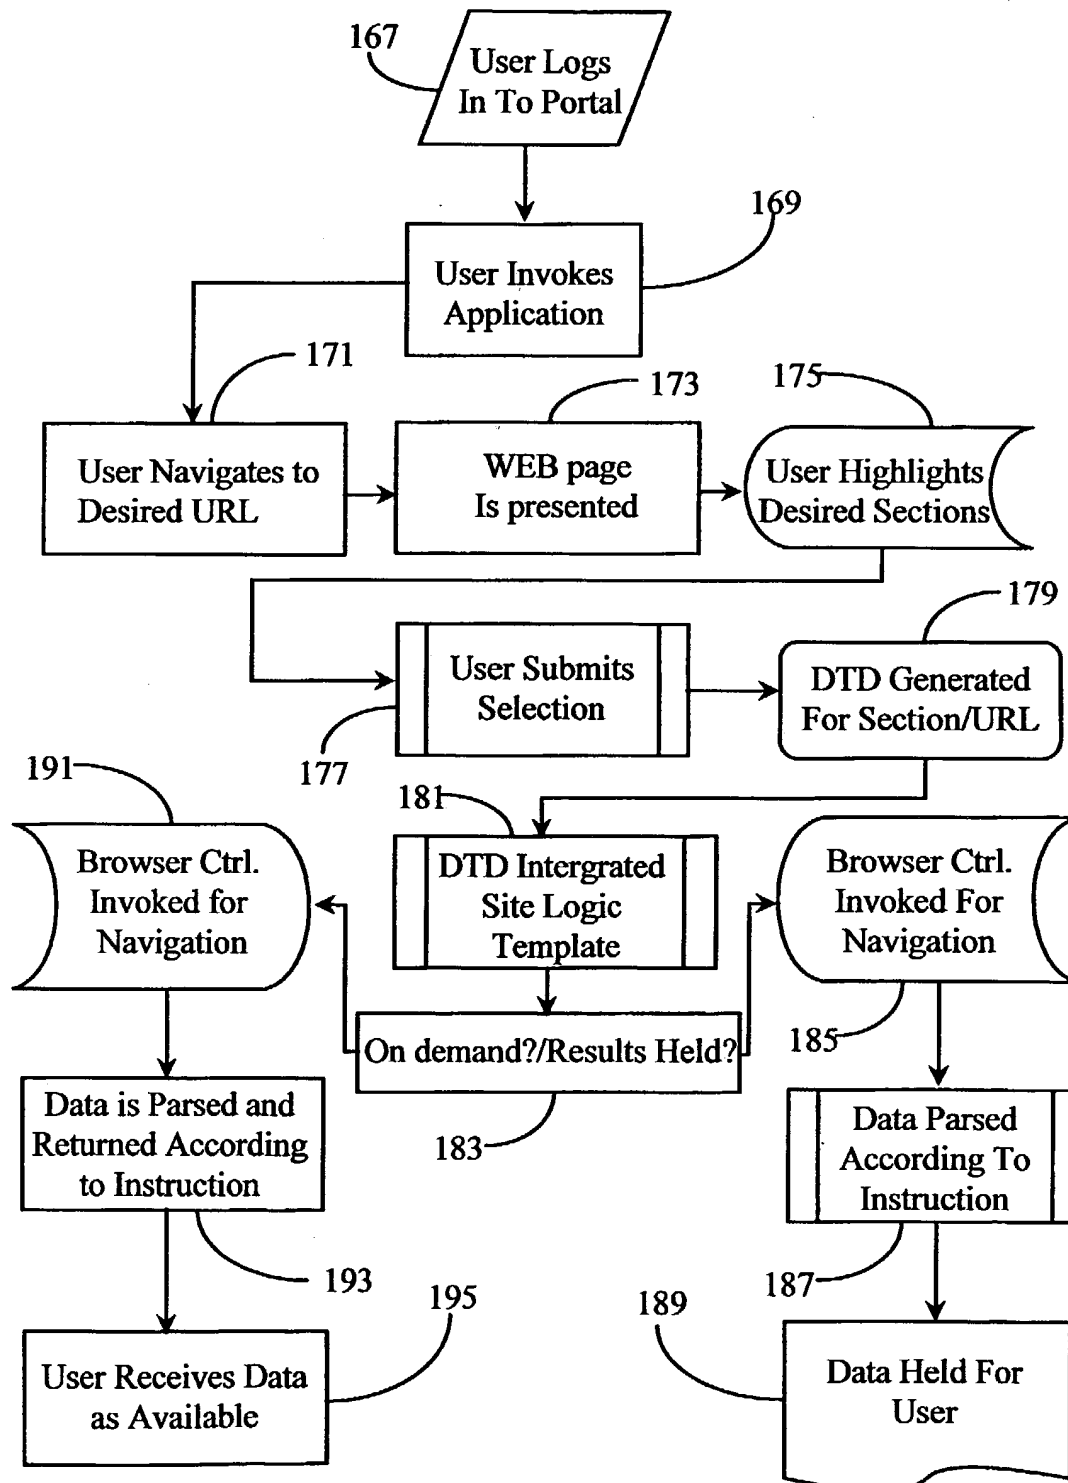 167
User Logs
In To Portal
169
User Invokes
Application
171
173
175
User Navigates to
Desired URL
WEB page
Is presented
User Highlights
Desired Sections
179
User Submits
Selection
DTD Generated
For Section/URL
177
191
181
Browser Ctrl.
Invoked for
Navigation
DTD Intergrated
Site Logic
Template
Browser Ctrl.
Invoked For
Navigation
185
On demand?/Results Held?
183
Data is Parsed and
Returned According
to Instruction
Data Parsed
According To
Instruction
193
187
195
189
User Receives Data
as Available
Data Held For
User